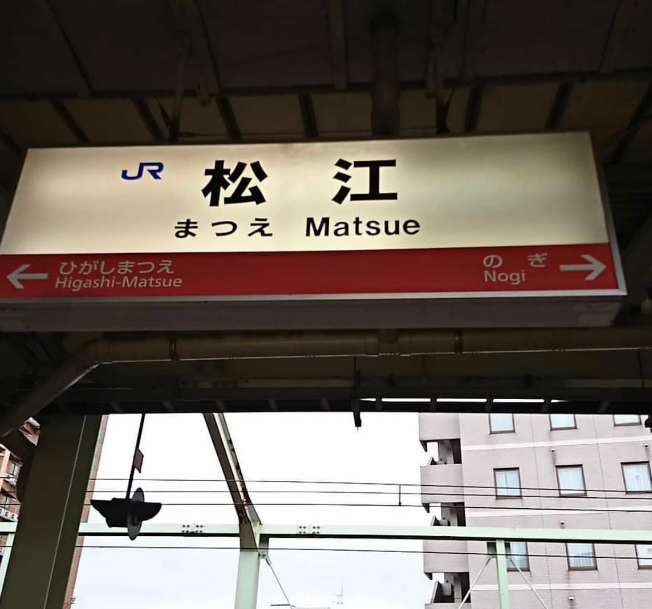 JR 松江
まつえ Matsue
← ひがしまつえ のぎ →
Higashi-Matsue Nogi